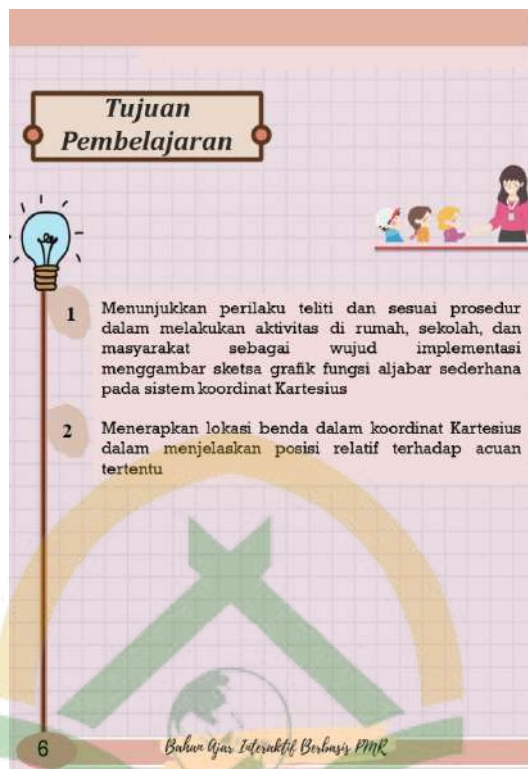 Tujuan
Pembelajaran
1 Menunjukkan perilaku teliti dan sesuai prosedur
dalam melakukan aktivitas di rumah, sekolah, dan
masyarakat sebagai wujud implementasi
menggambar sketsa grafik fungsi aljabar sederhana
pada sistem koordinat Kartesius
2 Menerapkan lokasi benda dalam koordinat Kartesius
dalam menjelaskan posisi relatif terhadap acuan
tertentu
6 Bahan Ajar Interaktif Berbasis PMR